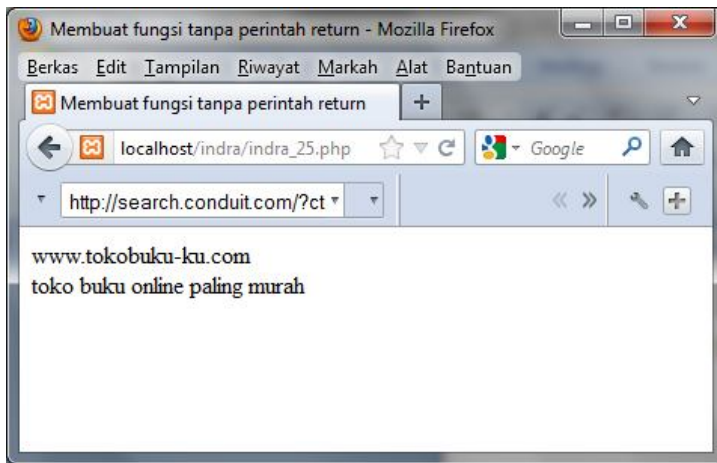 Membuat fungsi tanpa perintah return - Mozilla Firefox
Berkas Edit Tampilan Riwayat Markah Alat Bantuan
Membuat fungsi tanpa perintah return
localhost/indra/indra_25.php
Google
http://search.conduit.com/?ct
www.tokobuku-ku.com
toko buku online paling murah